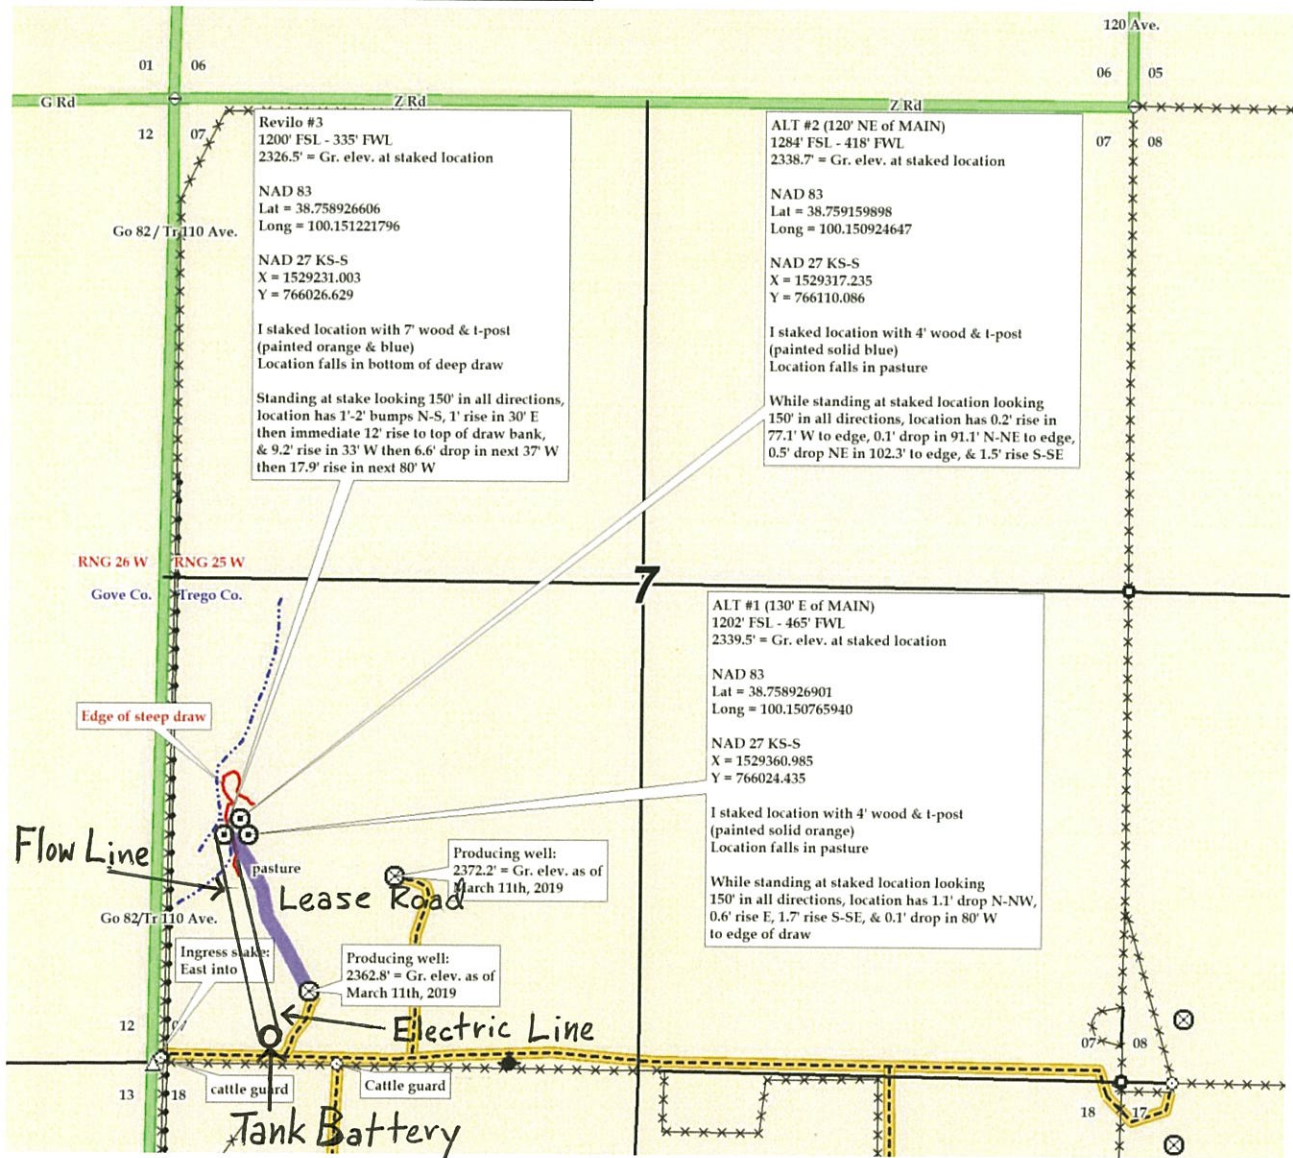 120 Ave.
01 06
06 05
G Rd
Z Rd
Z Rd
12 07
07 08
Revilo #3
1200' FSL - 335' FWL
2326.5' = Gr. elev. at staked location
NAD 83
Lat = 38.758926606
Long = 100.151221796
NAD 27 KS-S
X = 1529231.003
Y = 766026.629
I staked location with 7' wood & t-post
(painted orange & blue)
Location falls in bottom of deep draw
Standing at stake looking 150' in all directions,
location has 1'-2' bumps N-S, 1' rise in 30' E
then immediate 12' rise to top of draw bank,
& 9.2' rise in 33' W then 6.6' drop in next 37' W
then 17.9' rise in next 80' W
ALT #2 (120' NE of MAIN)
1284' FSL - 418' FWL
2338.7' = Gr. elev. at staked location
NAD 83
Lat = 38.759159898
Long = 100.150924647
NAD 27 KS-S
X = 1529317.235
Y = 766110.086
I staked location with 4' wood & t-post
(painted solid blue)
Location falls in pasture
While standing at staked location looking
150' in all directions, location has 0.2' rise in
77.1' W to edge, 0.1' drop in 91.1' N-NE to edge,
0.5' drop NE in 102.3' to edge, & 1.5' rise S-SE
Go 82 / Tr 110 Ave.
RNG 26 W RNG 25 W
Gove Co. Trego Co.
7
ALT #1 (130' E of MAIN)
1202' FSL - 465' FWL
2339.5' = Gr. elev. at staked location
NAD 83
Lat = 38.758926901
Long = 100.150765940
NAD 27 KS-S
X = 1529360.985
Y = 766024.435
I staked location with 4' wood & t-post
(painted solid orange)
Location falls in pasture
While standing at staked location looking
150' in all directions, location has 1.1' drop N-NW,
0.6' rise E, 1.7' rise S-SE, & 0.1' drop in 80' W
to edge of draw
Edge of steep draw
Flow Line
pasture
Lease Road
Producing well:
2372.2' = Gr. elev. as of
March 11th, 2019
Go 82/Tr 110 Ave.
Ingress stake:
East into
Producing well:
2362.8' = Gr. elev. as of
March 11th, 2019
Electric Line
12 07
07 08
cattle guard
Cattle guard
13 18
18 17
Tank Battery